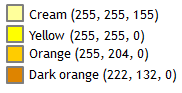 Cream (255, 255, 155)
Yellow (255, 255, 0)
Orange (255, 204, 0)
Dark orange (222, 132, 0)